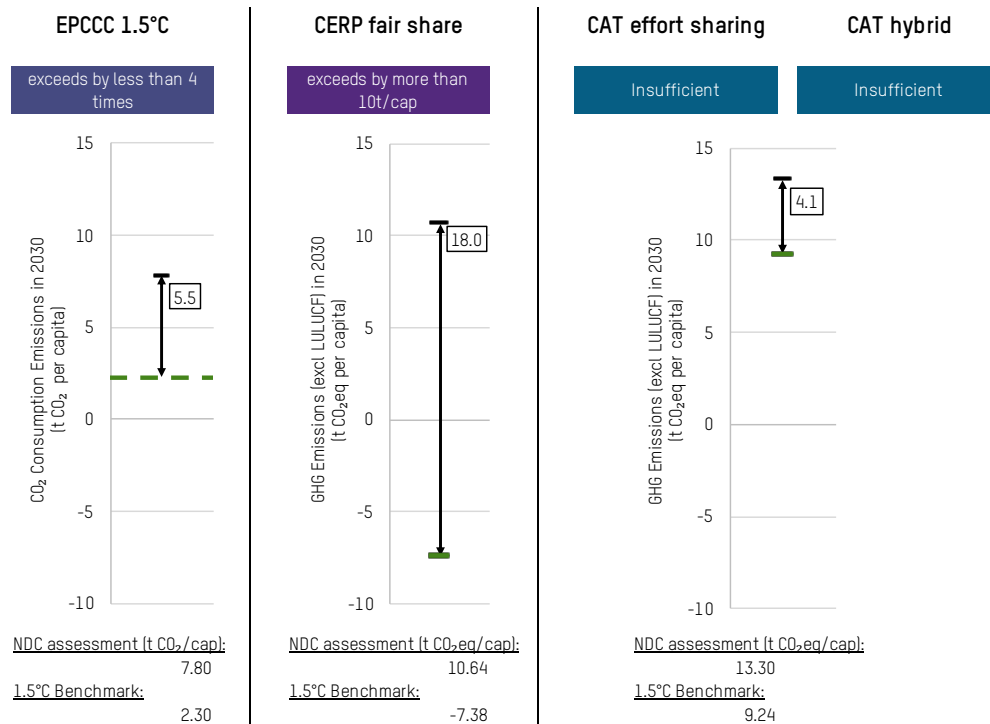 EPCCC 1.5°C
exceeds by less than 4
times
15
10
5
0
-5
-10
CO₂ Consumption Emissions in 2030
(t CO₂ per capita)
5.5
NDC assessment (t CO₂/cap):
7.80
1.5°C Benchmark:
2.30
CERP fair share
exceeds by more than
10t/cap
15
10
5
0
-5
-10
GHG Emissions (excl LULUCF) in 2030
(t CO₂eq per capita)
18.0
NDC assessment (t CO₂eq/cap):
10.64
1.5°C Benchmark:
-7.38
CAT effort sharing
Insufficient
CAT hybrid
Insufficient
15
10
5
0
-5
-10
GHG Emissions (excl LULUCF) in 2030
(t CO₂eq per capita)
4.1
NDC assessment (t CO₂eq/cap):
13.30
1.5°C Benchmark:
9.24